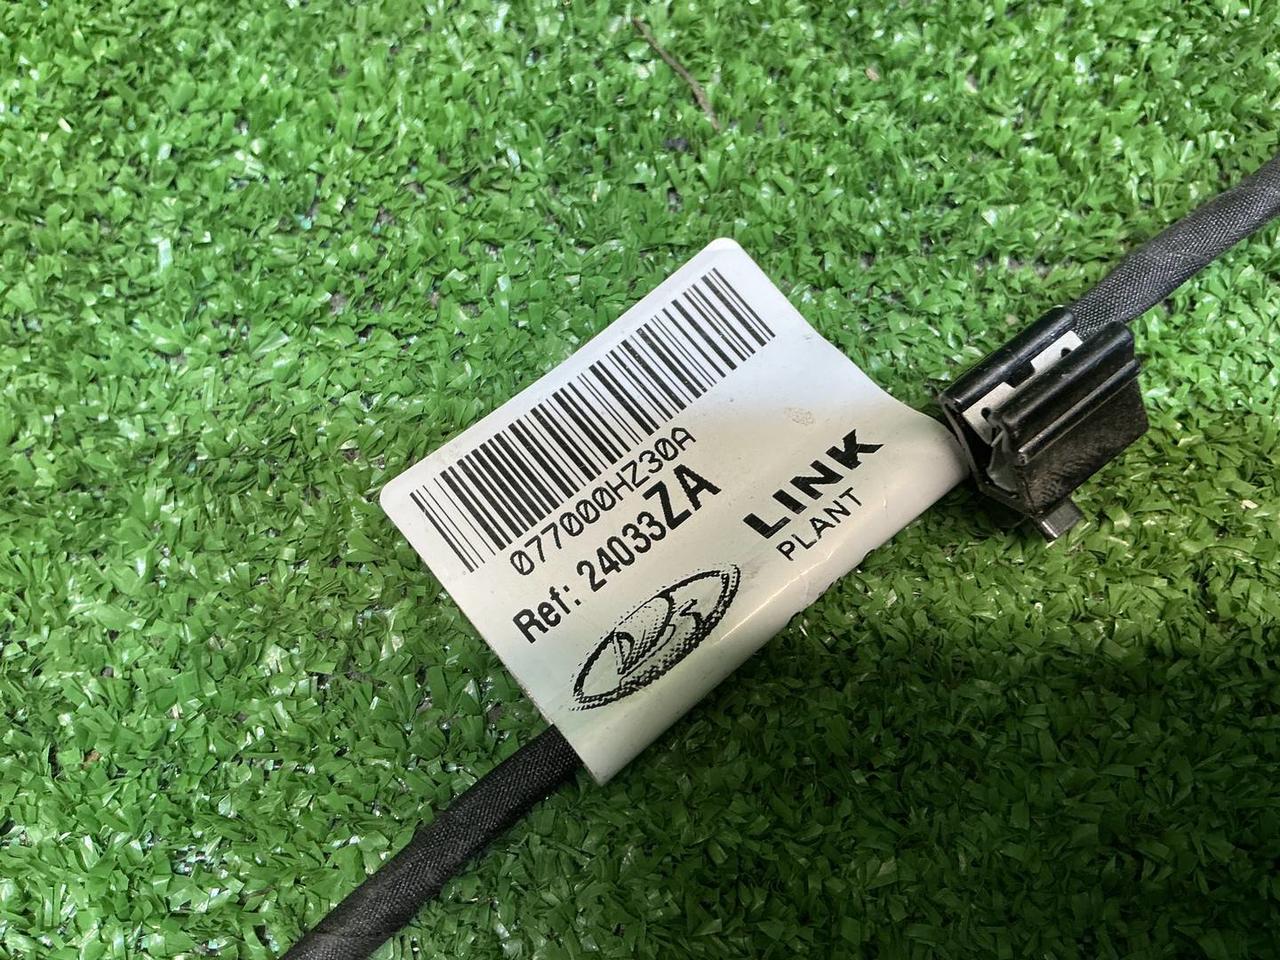 077000HZ30A
Ref: 24033ZA
LINK
PLANT